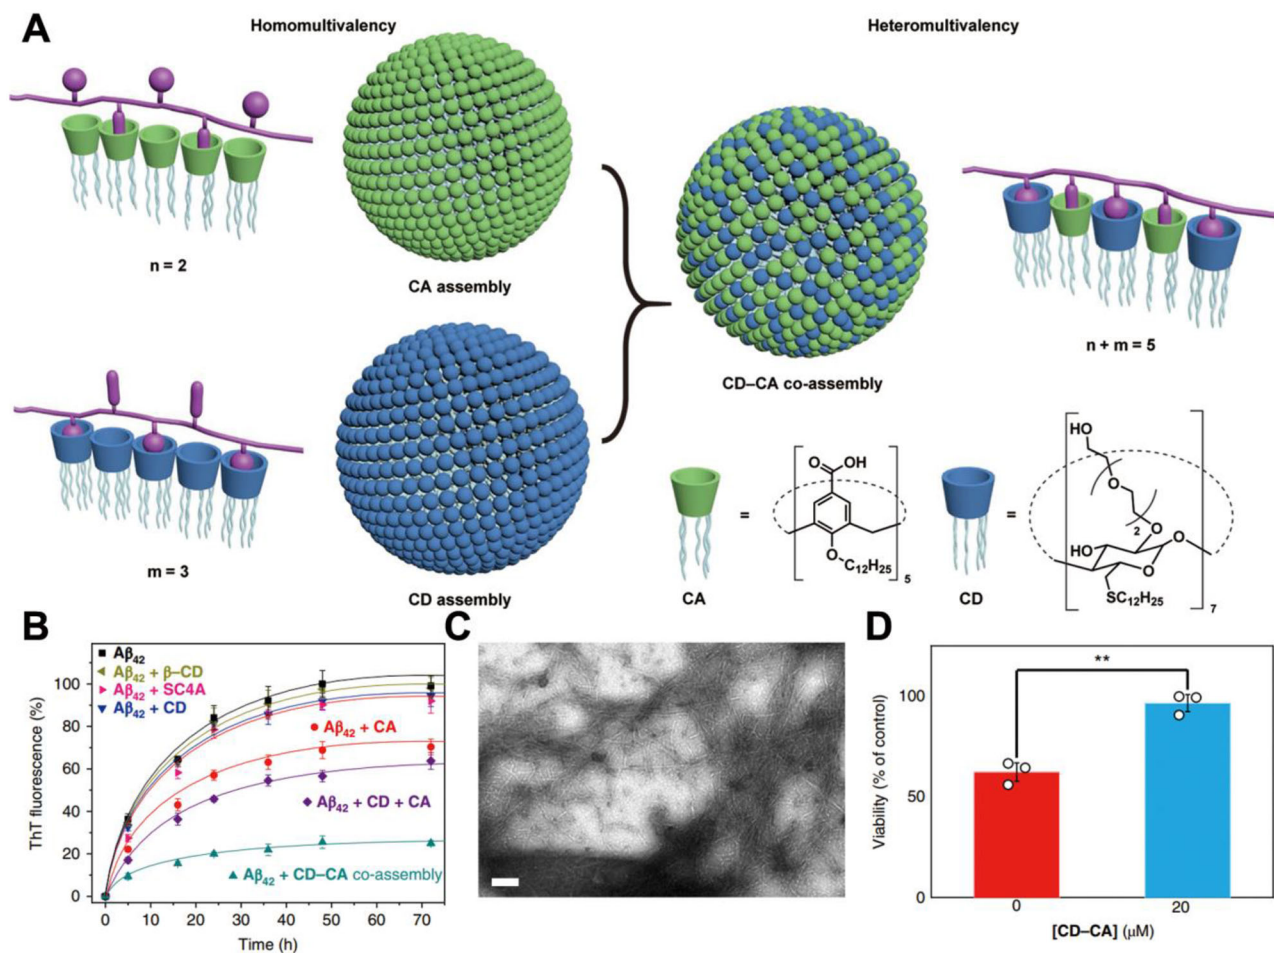 A
Homomultivalency
Heteromultivalency
n = 2
CA assembly
n + m = 5
CD–CA co-assembly
m = 3
CD assembly
CA
=
O
OH
O
C₁₂H₂₅
5
CD
=
HO
O
2
O
HO
O
O
SC₁₂H₂₅
7
B
ThT fluorescence (%)
100
80
60
40
20
0
0 10 20 30 40 50 60 70
Time (h)
Aβ₄₂
Aβ₄₂ + β–CD
Aβ₄₂ + SC4A
Aβ₄₂ + CD
Aβ₄₂ + CA
Aβ₄₂ + CD + CA
Aβ₄₂ + CD–CA co-assembly
C
D
Viability (% of control)
**
100
50
0
0 20
[CD–CA] (μM)